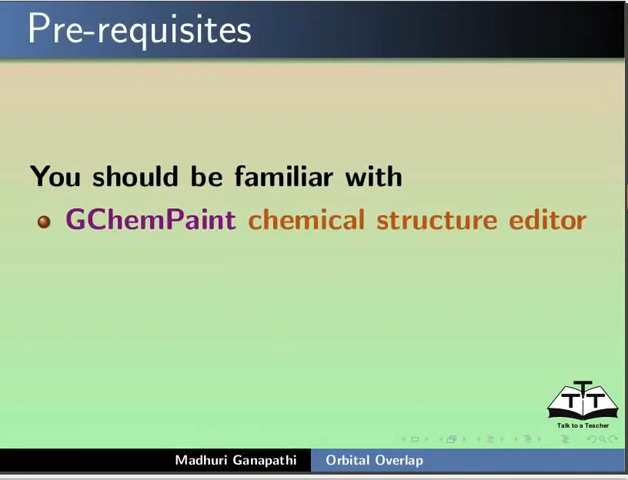 Pre-requisites
You should be familiar with
GChemPaint chemical structure editor
T
T T
Talk to a Teacher
Madhuri Ganapathi Orbital Overlap